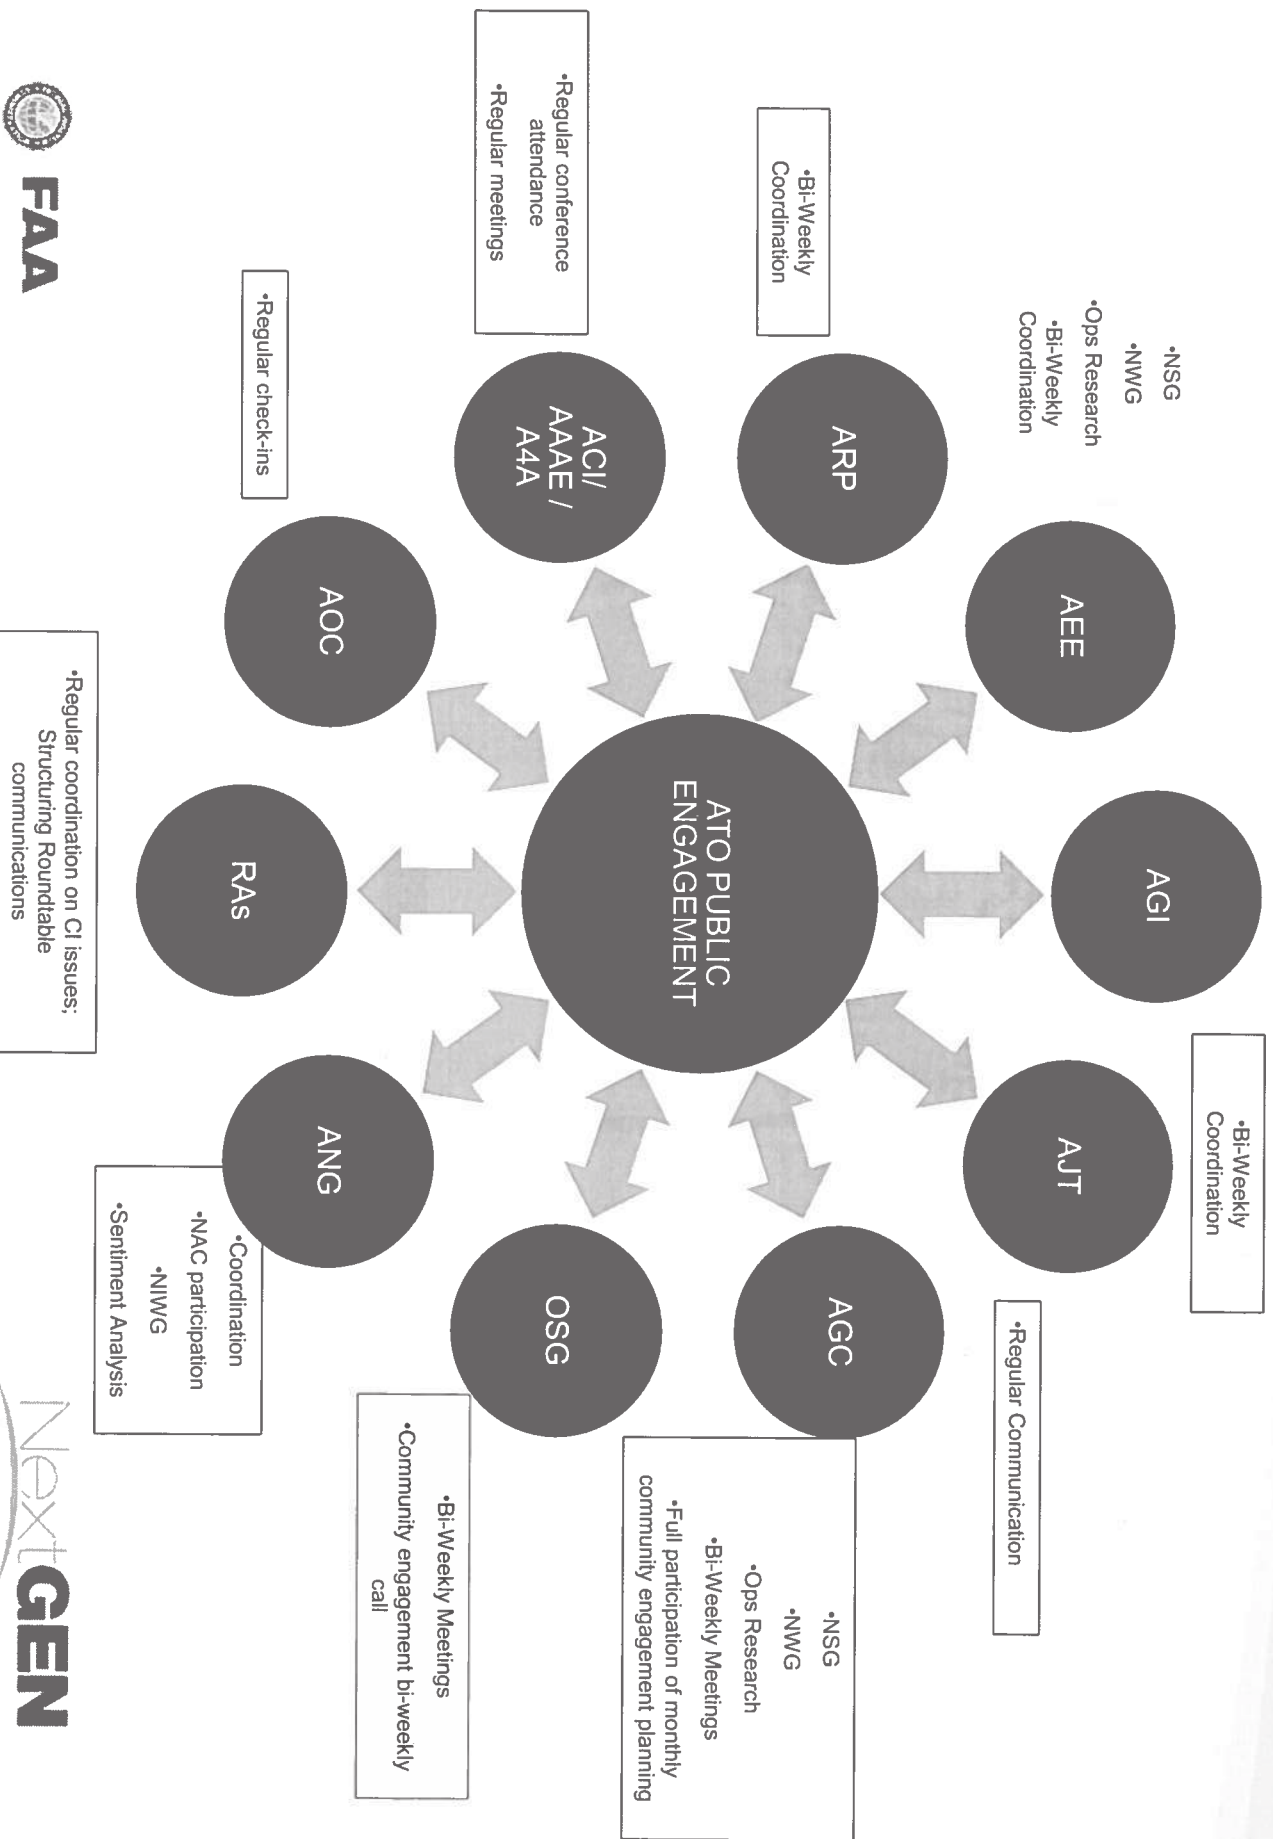 •Bi-Weekly
Coordination
AGI
•NSG
•NWG
•Ops Research
•Bi-Weekly
Coordination
AEE
AJT
•Regular Communication
•Bi-Weekly
Coordination
ARP
AGC
•NSG
•NWG
•Ops Research
•Bi-Weekly Meetings
•Full participation of monthly
community engagement planning
ATO PUBLIC
ENGAGEMENT
•Regular conference
attendance
•Regular meetings
ACI/
AAAE /
A4A
OSG
•Bi-Weekly Meetings
•Community engagement bi-weekly
call
•Regular check-ins
AOC
RAs
ANG
•Coordination
•NAC participation
•NIWG
•Sentiment Analysis
•Regular coordination on CI issues;
Structuring Roundtable
communications
FAA
NextGEN